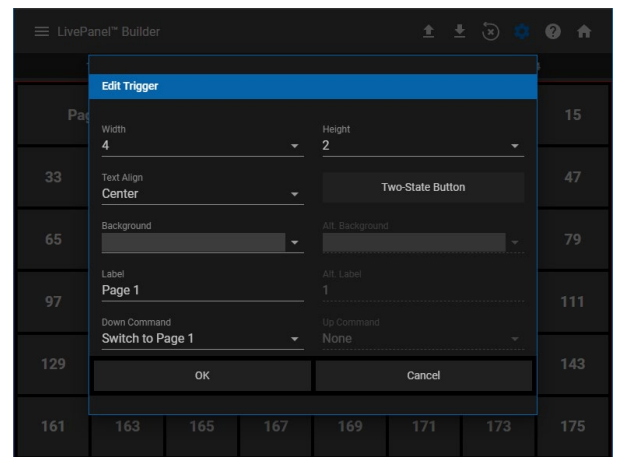 LivePanel™ Builder
Edit Trigger
Pag
15
Width
Height
4
2
33
Text Align
Two-State Button
47
Center
Background
Alt. Background
65
79
Label
Alt. Label
Page 1
1
97
111
Down Command
Up Command
Switch to Page 1
None
129
OK
Cancel
143
161 163 165 167 169 171 173 175